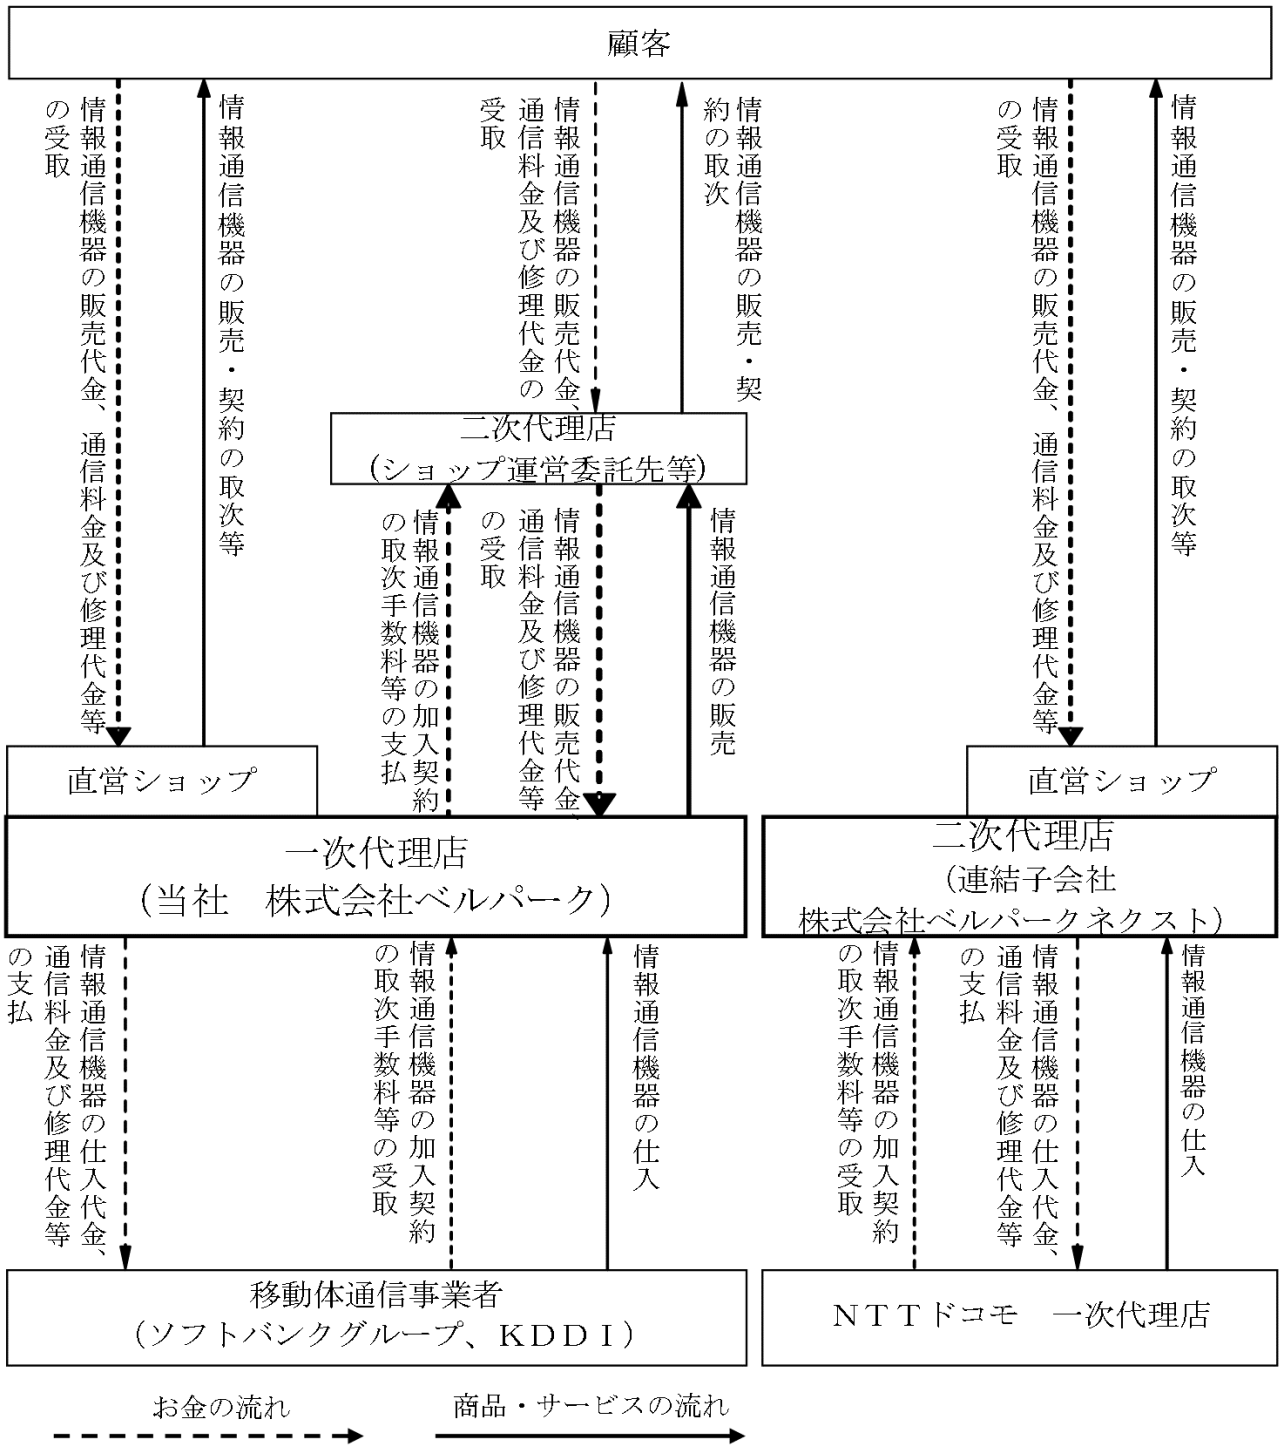 顧客
情報通信機器の販売代金、通信料金及び修理代金等
の受取
情報通信機器の販売・契約の取次等
情報通信機器の販売代金、
通信料金及び修理代金の
受取
情報通信機器の販売・契
約の取次
情報通信機器の販売代金、通信料金及び修理代金等
の受取
情報通信機器の販売・契約の取次等
二次代理店
(ショップ運営委託先等)
情報通信機器の加入契約
の取次手数料等の支払
情報通信機器の販売代金、
通信料金及び修理代金等
の受取
情報通信機器の販売
直営ショップ
直営ショップ
一次代理店
(当社　株式会社ベルパーク)
二次代理店
(連結子会社
株式会社ベルパークネクスト)
情報通信機器の仕入代金、
通信料金及び修理代金等
の支払
情報通信機器の加入契約
の取次手数料等の受取
情報通信機器の仕入
情報通信機器の加入契約
の取次手数料等の受取
情報通信機器の仕入代金、
通信料金及び修理代金等
の支払
情報通信機器の仕入
移動体通信事業者
(ソフトバンクグループ、ＫＤＤＩ)
ＮＴＴドコモ　一次代理店
お金の流れ
商品・サービスの流れ